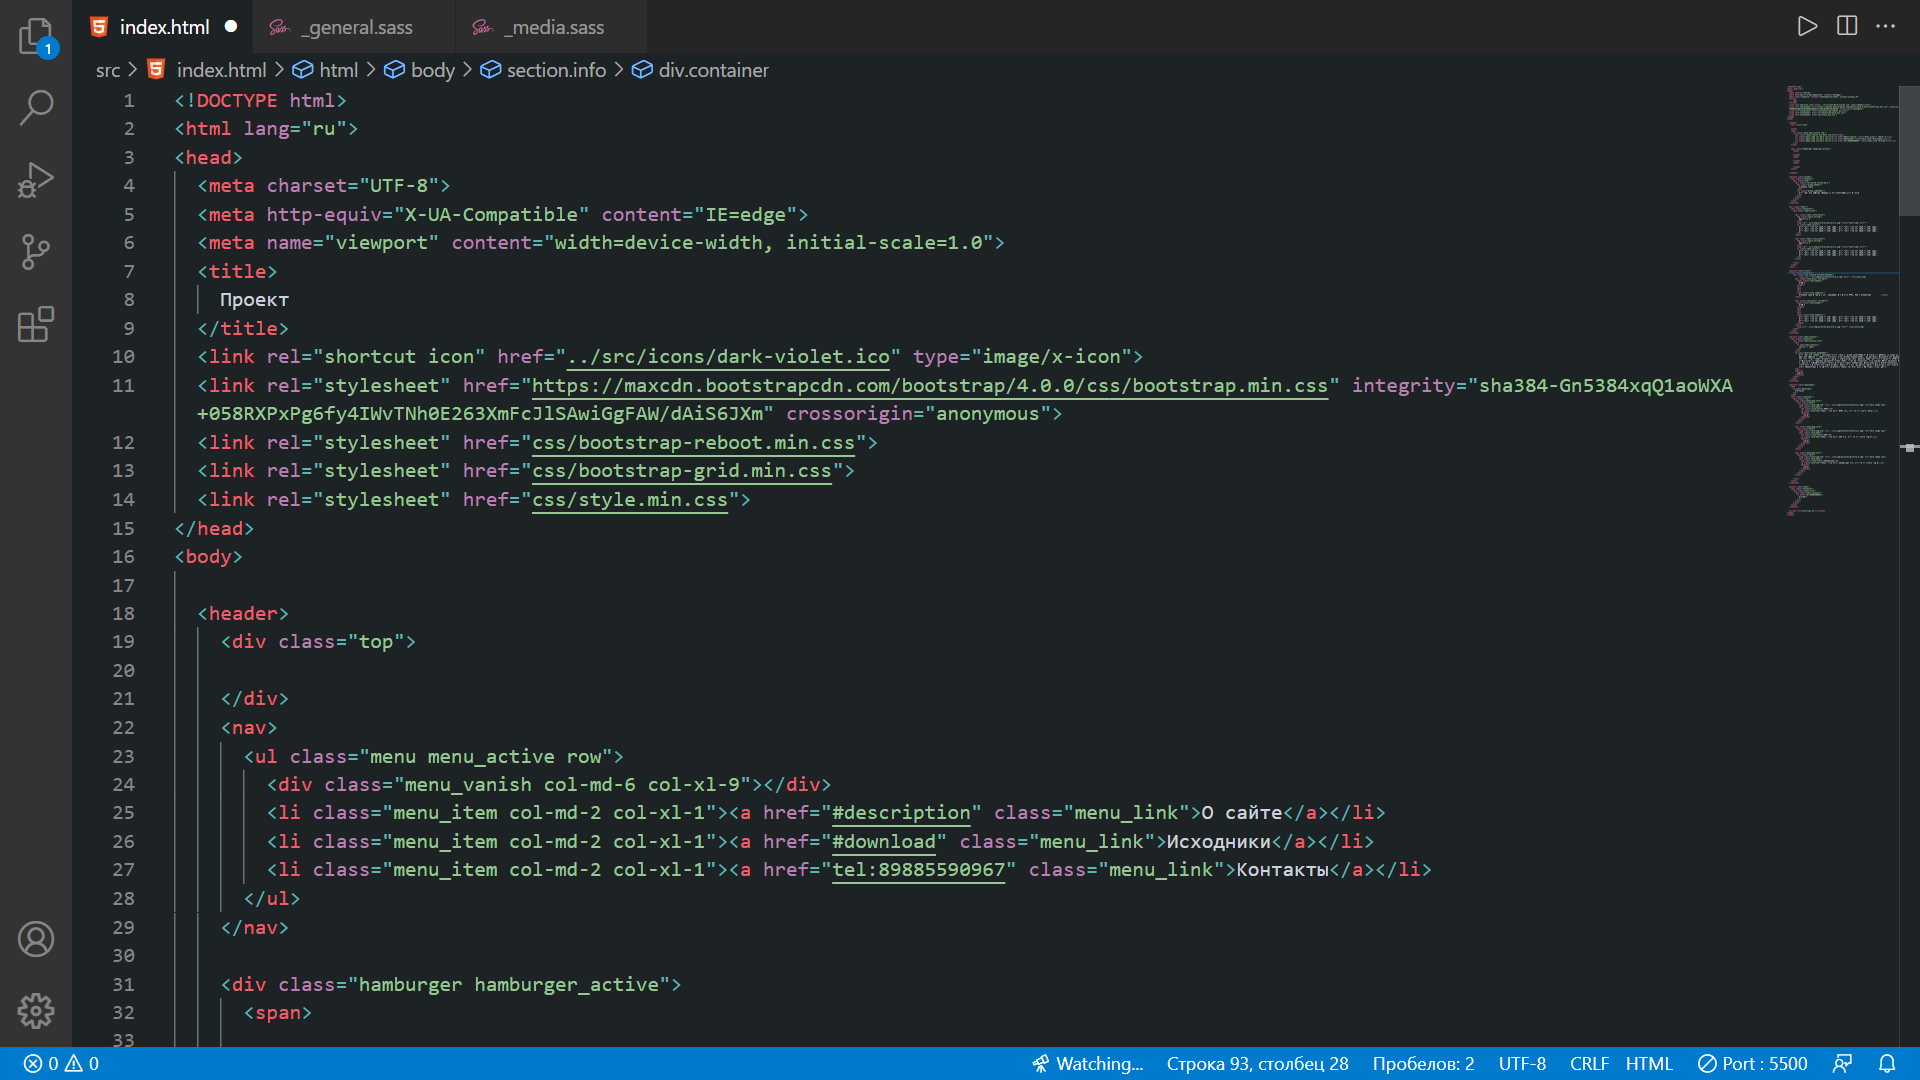 index.html
_general.sass
_media.sass
1
src > index.html > html > body > section.info > div.container
1 <!DOCTYPE html>
2 <html lang="ru">
3 <head>
4 <meta charset="UTF-8">
5 <meta http-equiv="X-UA-Compatible" content="IE=edge">
6 <meta name="viewport" content="width=device-width, initial-scale=1.0">
7 <title>
8 Проект
9 </title>
10 <link rel="shortcut icon" href="../src/icons/dark-violet.ico" type="image/x-icon">
11 <link rel="stylesheet" href="https://maxcdn.bootstrapcdn.com/bootstrap/4.0.0/css/bootstrap.min.css" integrity="sha384-Gn5384xqQ1aoWXA
+058RXPxPg6fy4IWvTNh0E263XmFcJlSAwiGgFAW/dAiS6JXm" crossorigin="anonymous">
12 <link rel="stylesheet" href="css/bootstrap-reboot.min.css">
13 <link rel="stylesheet" href="css/bootstrap-grid.min.css">
14 <link rel="stylesheet" href="css/style.min.css">
15 </head>
16 <body>
17
18 <header>
19 <div class="top">
20
21 </div>
22 <nav>
23 <ul class="menu menu_active row">
24 <div class="menu_vanish col-md-6 col-xl-9"></div>
25 <li class="menu_item col-md-2 col-xl-1"><a href="#description" class="menu_link">О сайте</a></li>
26 <li class="menu_item col-md-2 col-xl-1"><a href="#download" class="menu_link">Исходники</a></li>
27 <li class="menu_item col-md-2 col-xl-1"><a href="tel:89885590967" class="menu_link">Контакты</a></li>
28 </ul>
29 </nav>
30
31 <div class="hamburger hamburger_active">
32 <span>
33
0 0 Watching... Строка 93, столбец 28 Пробелов: 2 UTF-8 CRLF HTML Port : 5500